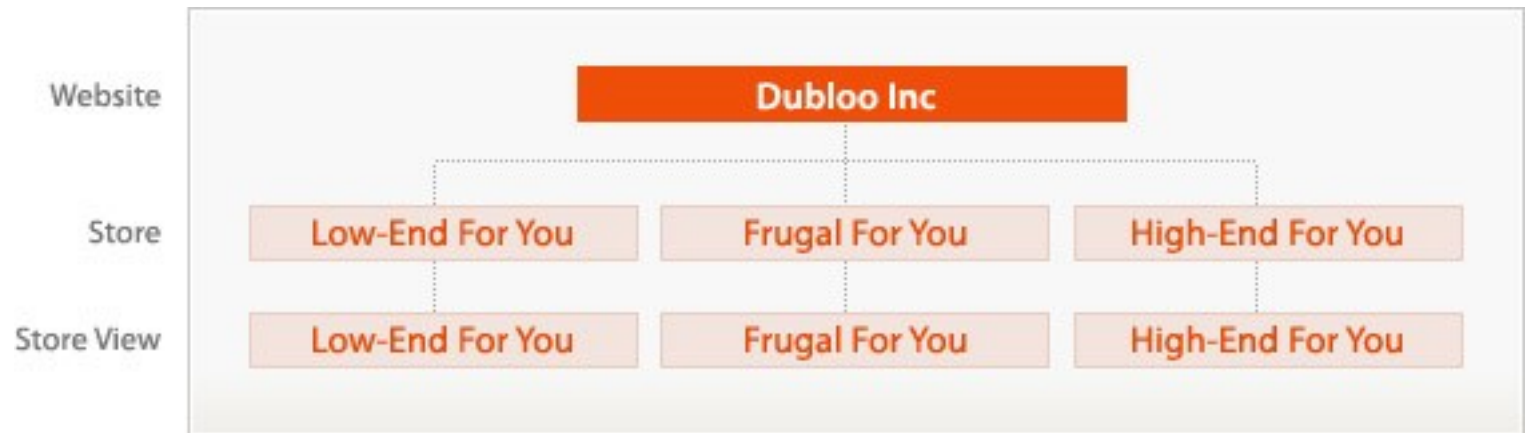 Website
Dubloo Inc
Store
Low-End For You
Frugal For You
High-End For You
Store View
Low-End For You
Frugal For You
High-End For You